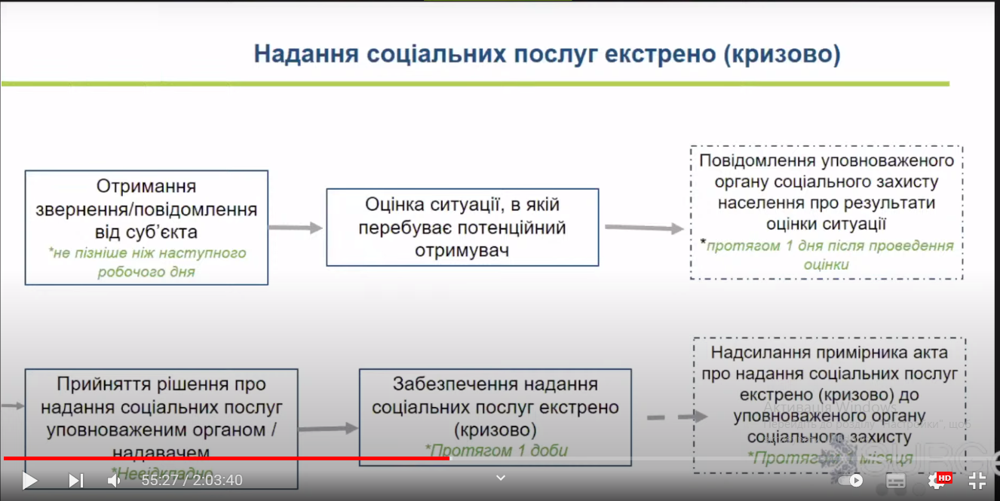 Надання соціальних послуг екстрено (кризово)
Отримання
звернення/повідомлення
від суб’єкта
*не пізніше ніж наступного
робочого дня
Оцінка ситуації, в якій
перебуває потенційний
отримувач
Повідомлення уповноваженого
органу соціального захисту
населення про результати
оцінки ситуації
*протягом 1 дня після проведення
оцінки
Прийняття рішення про
надання соціальних послуг
уповноваженим органом /
надавачем
*Невідкладно
Забезпечення надання
соціальних послуг екстрено
(кризово)
*Протягом 1 доби
Надсилання примірника акта
про надання соціальних послуг
екстрено (кризово) до
уповноваженого органу
соціального захисту
*Протягом 1 місяця
Активація Windows
Перейдіть до розділу "Настройки", щоб
SURGe
55:27 / 2:03:40
HD